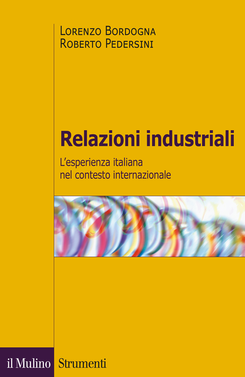 Lorenzo Bordogna
Roberto Pedersini
Relazioni industriali
L'esperienza italiana
nel contesto internazionale
il Mulino Strumenti